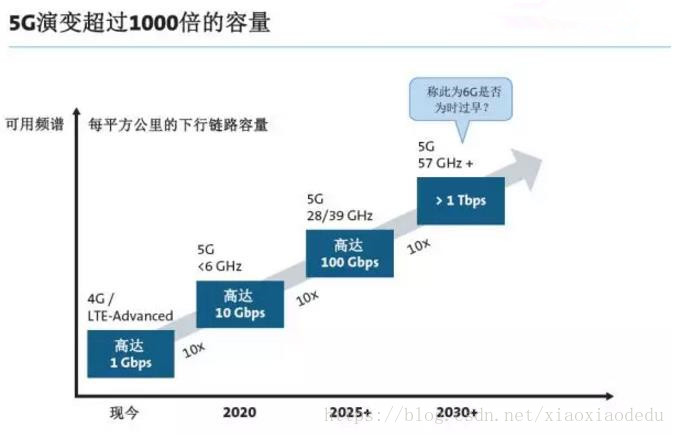 5G演变超过1000倍的容量
称此为6G是否
为时过早？
可用频谱
每平方公里的下行链路容量
5G
57 GHz +
> 1 Tbps
5G
28/39 GHz
高达
100 Gbps
10x
5G
<6 GHz
高达
10 Gbps
10x
4G /
LTE-Advanced
高达
1 Gbps
10x
现今
2020
2025+
2030+
https://blog.csdn.net/xiaoxiaodedu